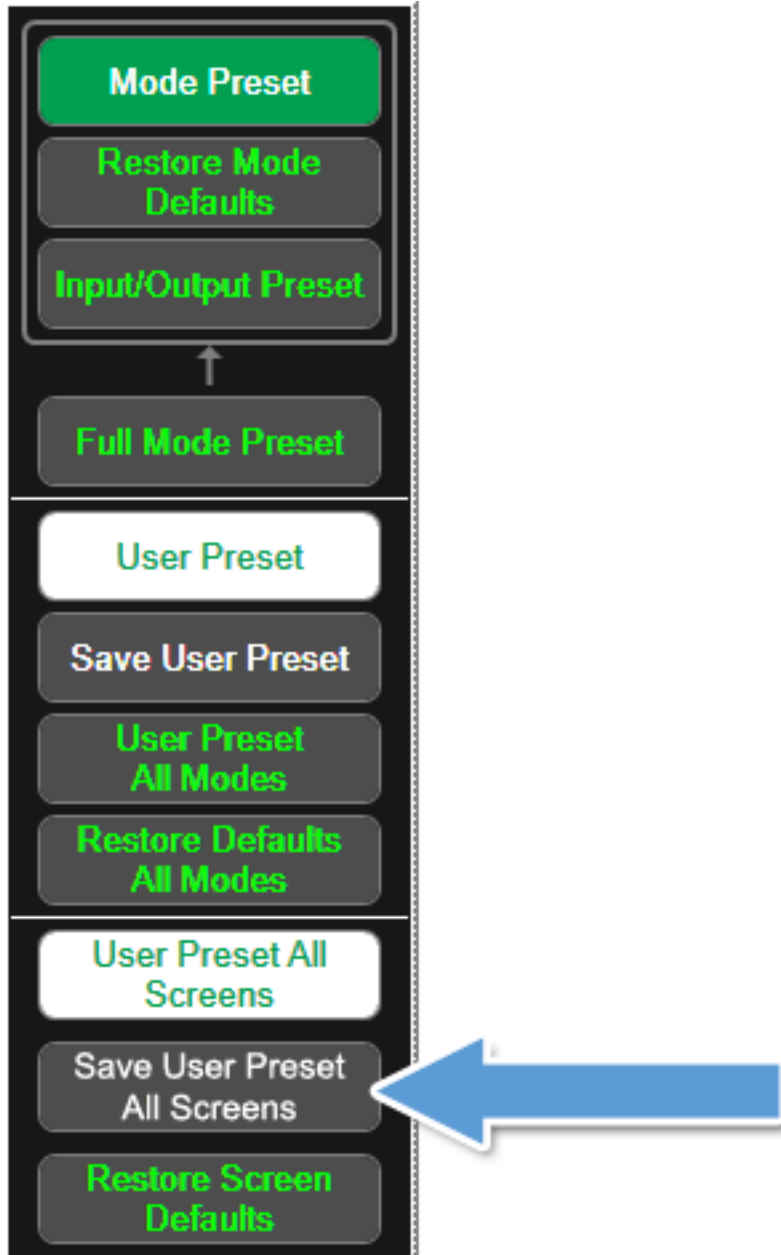 Mode Preset
Restore Mode
Defaults
Input/Output Preset
Full Mode Preset
User Preset
Save User Preset
User Preset
All Modes
Restore Defaults
All Modes
User Preset All
Screens
Save User Preset
All Screens
Restore Screen
Defaults